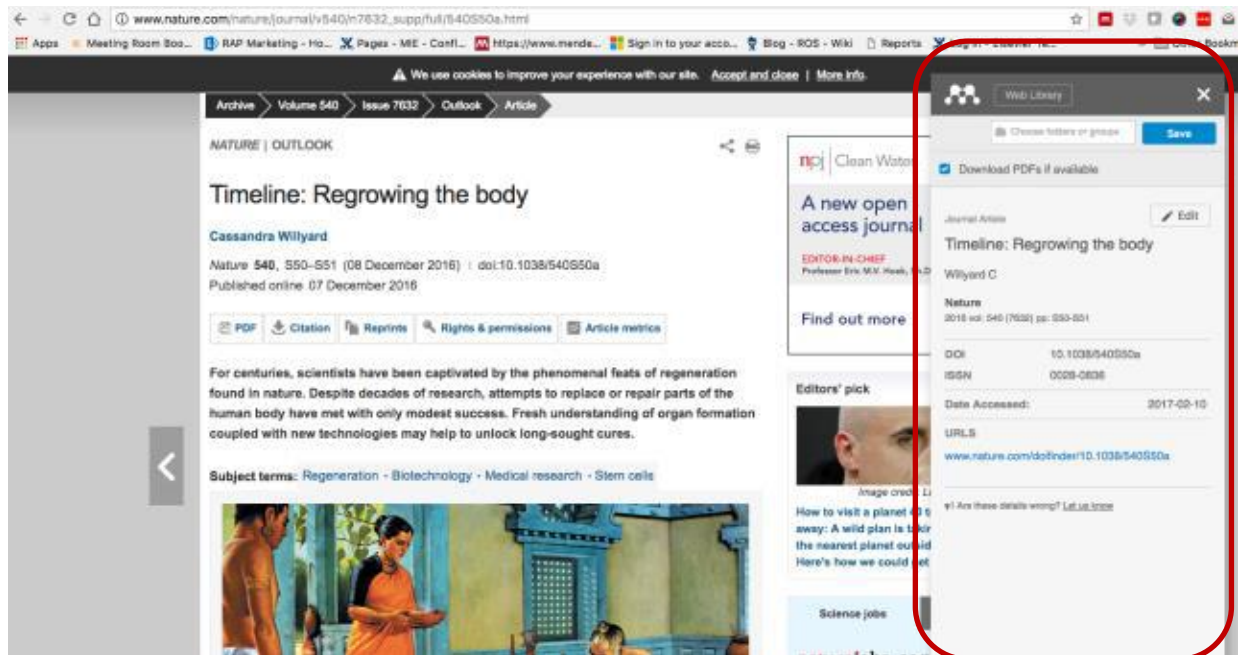 www.nature.com/nature/journal/v540/n7632_supp/full/540S50a.html
Apps
Meeting Room Boo...
RAP Marketing - Ho...
Pages - MIE - Confl...
https://www.mende...
Sign in to your acco...
Blog - ROS - Wiki
Reports
We use cookies to improve your experience with our site. Accept and close | More info.
Archive
Volume 540
Issue 7632
Outlook
Article
NATURE | OUTLOOK
Timeline: Regrowing the body
Cassandra Willyard
Nature 540, S50–S51 (08 December 2016) | doi:10.1038/540S50a
Published online 07 December 2016
PDF
Citation
Reprints
Rights & permissions
Article metrics
For centuries, scientists have been captivated by the phenomenal feats of regeneration
found in nature. Despite decades of research, attempts to replace or repair parts of the
human body have met with only modest success. Fresh understanding of organ formation
coupled with new technologies may help to unlock long-sought cures.
Subject terms: Regeneration • Biotechnology • Medical research • Stem cells
npj Clean Water
A new open
access journal
EDITOR-IN-CHIEF
Find out more
Editors' pick
Image credit:
How to visit a planet
away: A wild plan is
the nearest planet
Here's how we could get
Science jobs
Web Library
Choose folders or groups
Save
Download PDFs if available
Journal Article
Edit
Timeline: Regrowing the body
Willyard C
Nature
2016 vol: 540 (7632) pp: S50-S51
DOI 10.1038/540S50a
ISSN 0028-0836
Date Accessed: 2017-02-10
URLS
www.nature.com/doifinder/10.1038/540S50a
Are these details wrong? Let us know